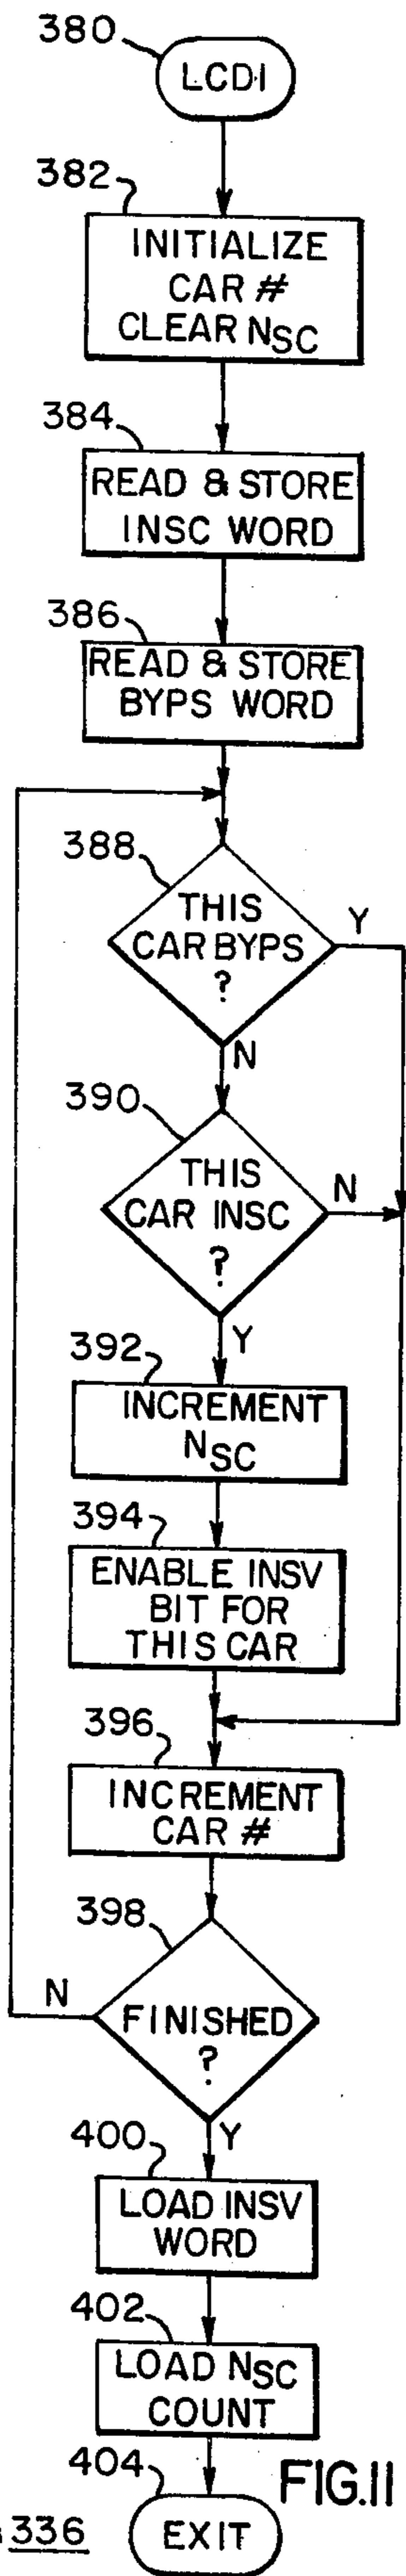 380
LCDI
382
INITIALIZE
CAR #
CLEAR NSC
384
READ & STORE
INSC WORD
386
READ & STORE
BYPS WORD
388
THIS
CAR BYPS
?
Y
N
390
THIS
CAR INSC
?
N
Y
392
INCREMENT
NSC
394
ENABLE INSV
BIT FOR
THIS CAR
396
INCREMENT
CAR #
398
FINISHED
?
N
Y
400
LOAD INSV
WORD
402
LOAD NSC
COUNT
404
EXIT
FIG.11
336